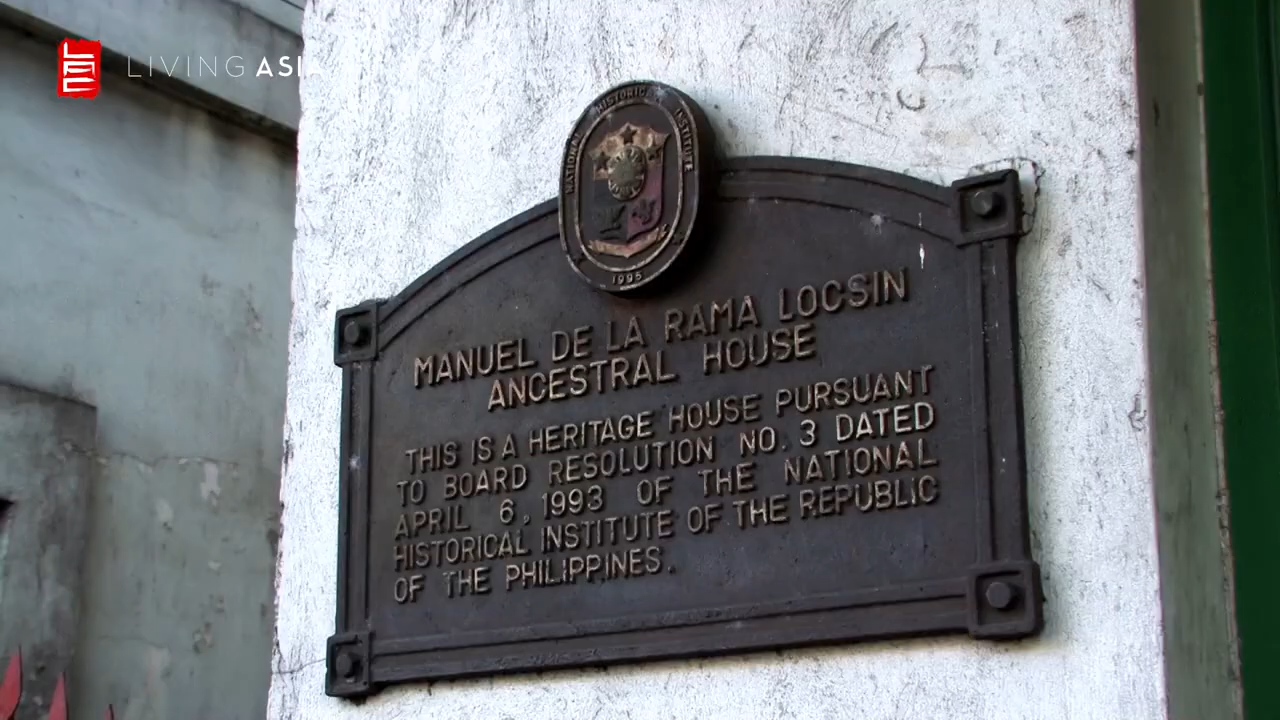 LIVING ASIA
NATIONAL HISTORICAL INSTITUTE
1995
MANUEL DE LA RAMA LOCSIN
ANCESTRAL HOUSE
THIS IS A HERITAGE HOUSE PURSUANT
TO BOARD RESOLUTION NO. 3 DATED
APRIL 6, 1993 OF THE NATIONAL
HISTORICAL INSTITUTE OF THE REPUBLIC
OF THE PHILIPPINES.